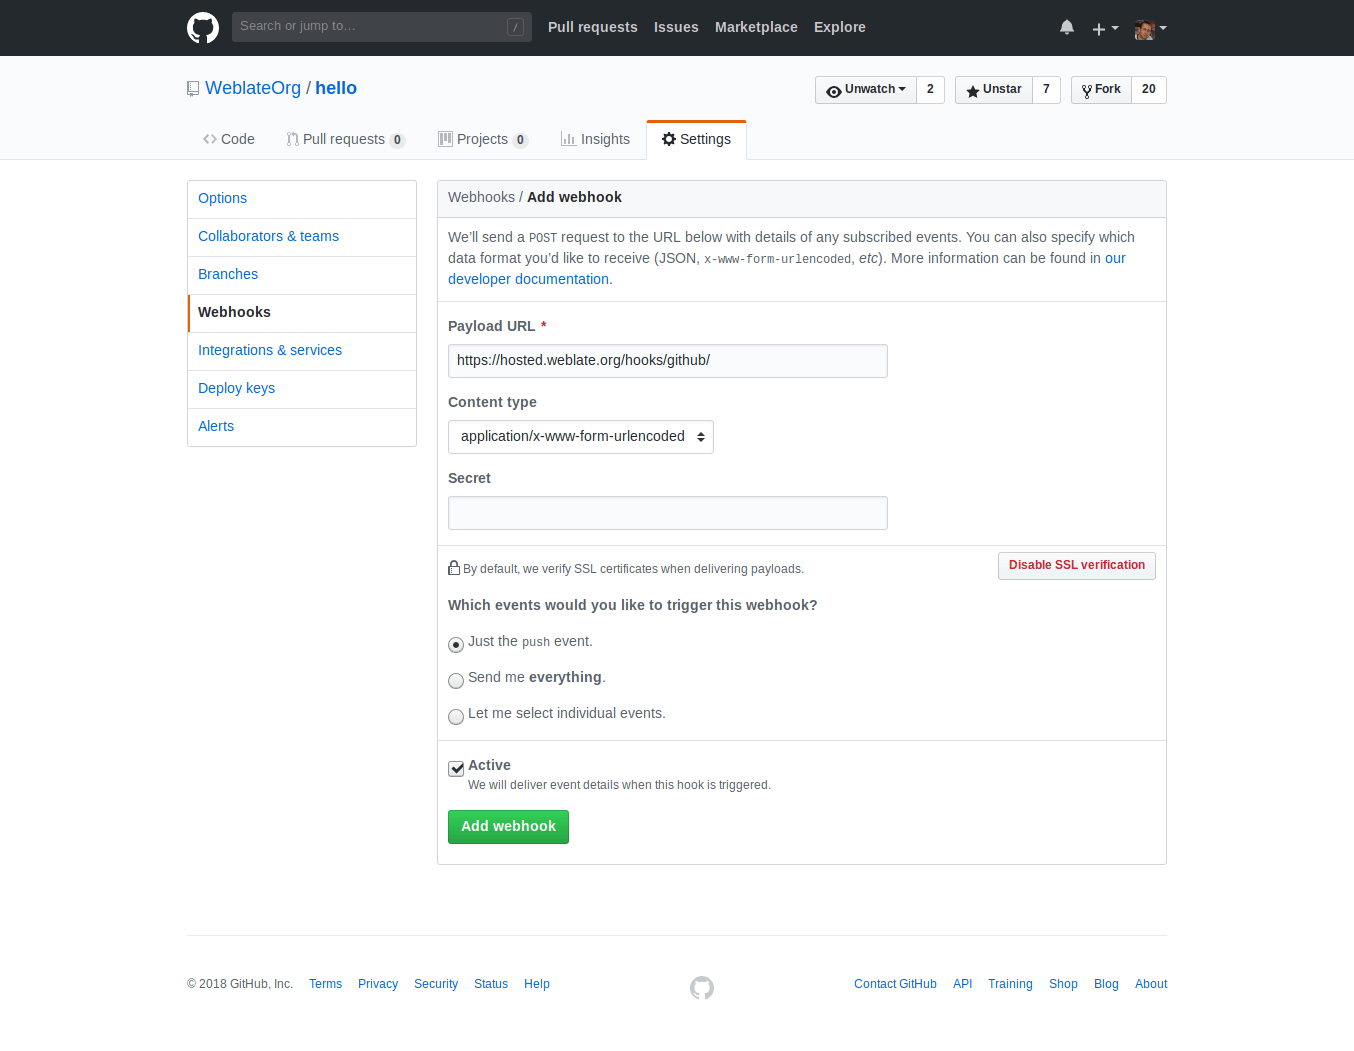 Search or jump to…
/
Pull requests Issues Marketplace Explore
WeblateOrg / hello
Unwatch 2
Unstar 7
Fork 20
Code
Pull requests 0
Projects 0
Insights
Settings
Options
Collaborators & teams
Branches
Webhooks
Integrations & services
Deploy keys
Alerts
Webhooks / Add webhook
We’ll send a POST request to the URL below with details of any subscribed events. You can also specify which
data format you’d like to receive (JSON, x-www-form-urlencoded, etc). More information can be found in our
developer documentation.
Payload URL *
https://hosted.weblate.org/hooks/github/
Content type
application/x-www-form-urlencoded
Secret
By default, we verify SSL certificates when delivering payloads.
Disable SSL verification
Which events would you like to trigger this webhook?
Just the push event.
Send me everything.
Let me select individual events.
Active
We will deliver event details when this hook is triggered.
Add webhook
© 2018 GitHub, Inc. Terms Privacy Security Status Help
Contact GitHub API Training Shop Blog About